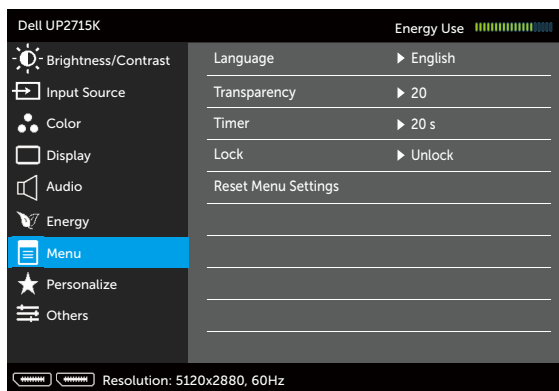 Dell UP2715K Energy Use
Brightness/Contrast Language English
Input Source Transparency 20
Color Timer 20 s
Display Lock Unlock
Audio Reset Menu Settings
Energy
Menu
Personalize
Others
Resolution: 5120x2880, 60Hz